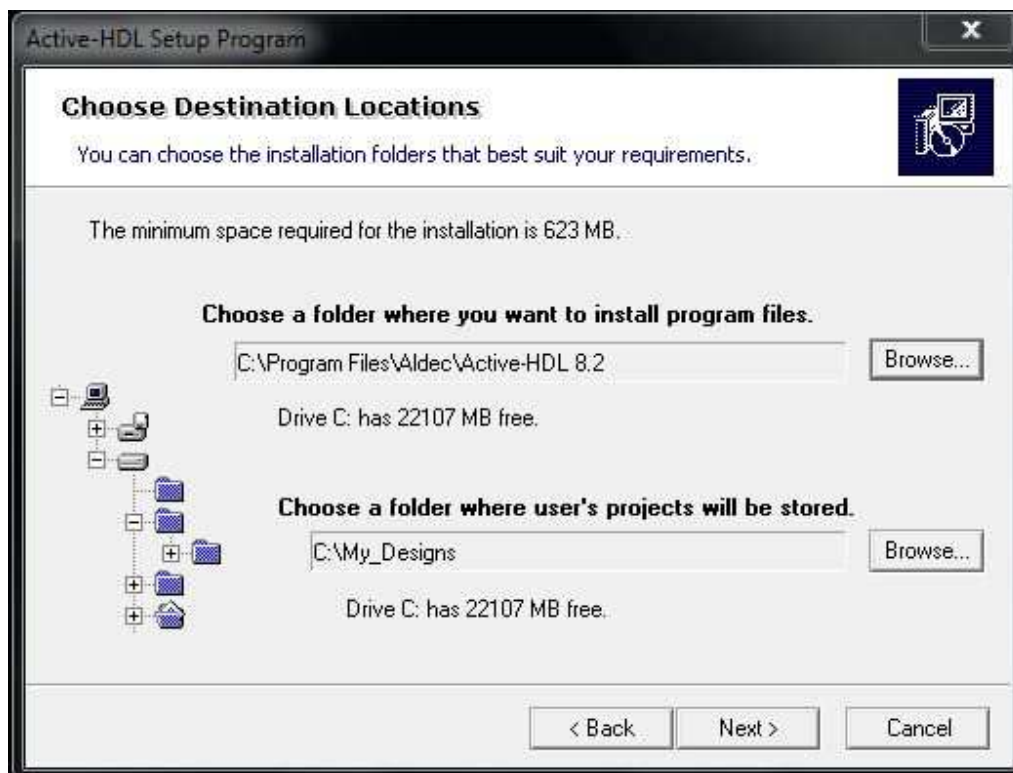 Active-HDL Setup Program
Choose Destination Locations
You can choose the installation folders that best suit your requirements.
The minimum space required for the installation is 623 MB.
Choose a folder where you want to install program files.
C:\Program Files\Aldec\Active-HDL 8.2
Browse...
Drive C: has 22107 MB free.
Choose a folder where user's projects will be stored.
C:\My_Designs
Browse...
Drive C: has 22107 MB free.
< Back
Next >
Cancel